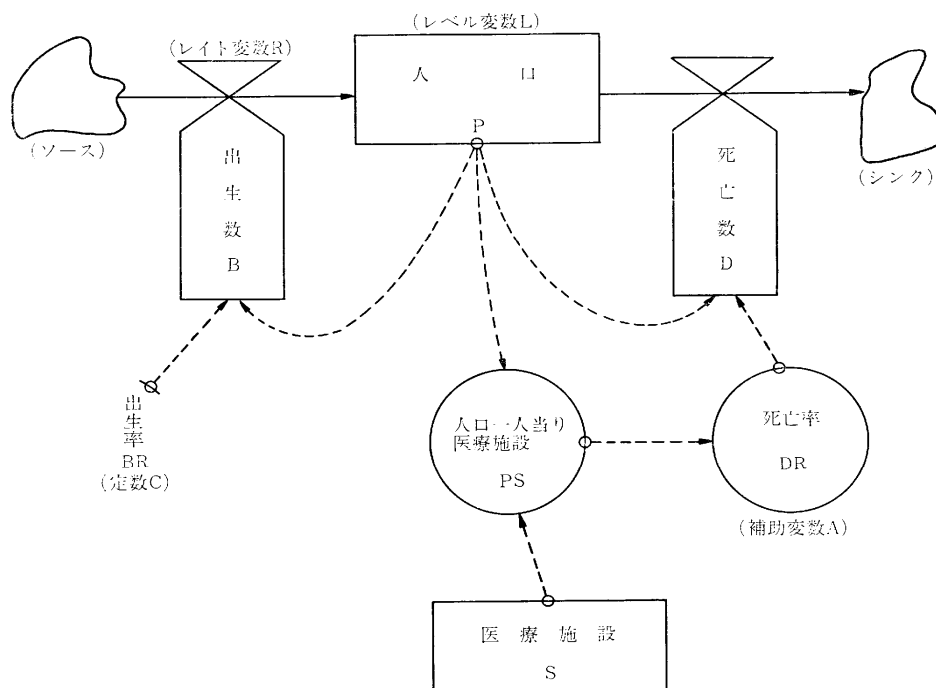 (レベル変数L)
(レイト変数R)
人口
P
(ソース)
(シンク)
出生数
B
死亡数
D
出生率
BR
(定数C)
人口一人当り
医療施設
PS
死亡率
DR
(補助変数A)
医療施設
S